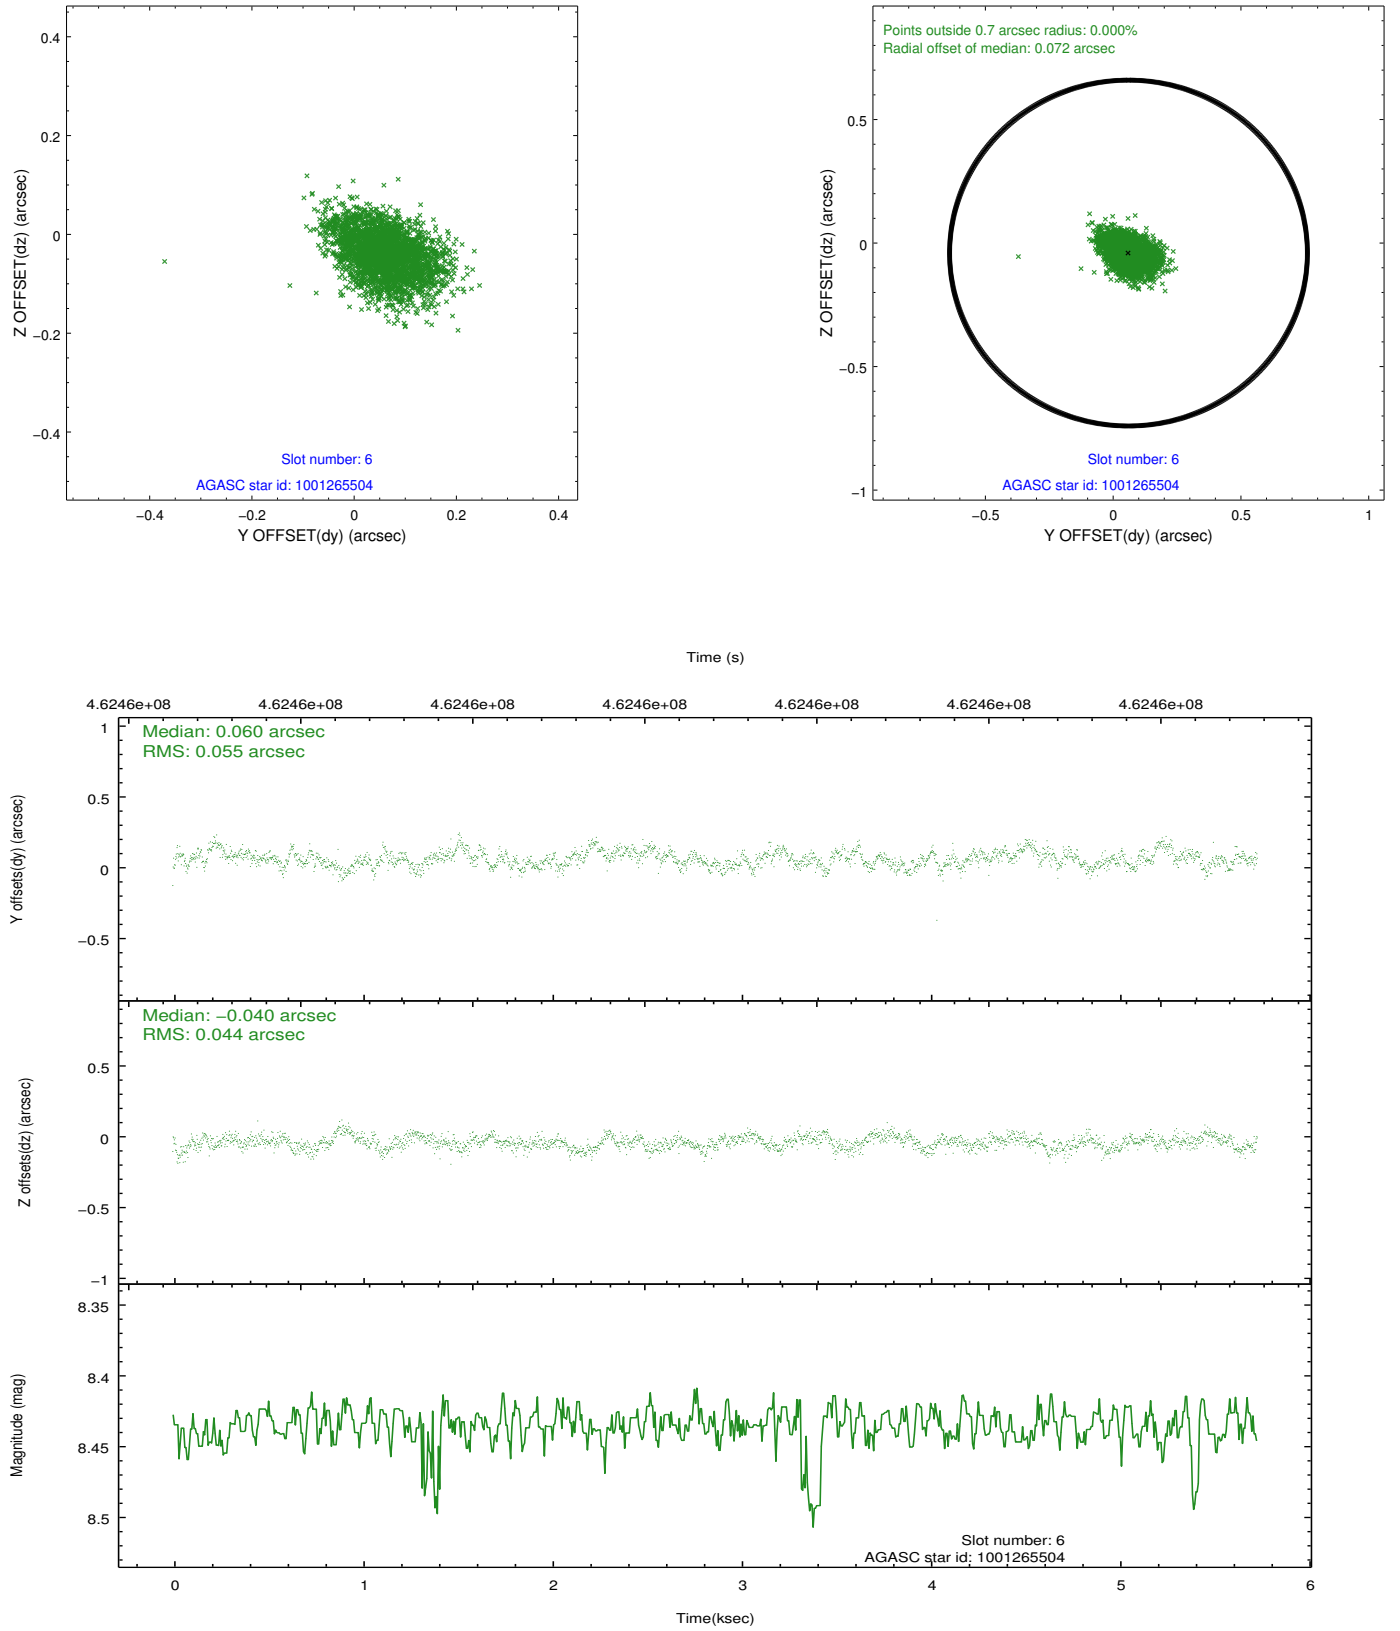 0.4
0.2
0
−0.2
−0.4
Z OFFSET(dz) (arcsec)
Slot number: 6
AGASC star id: 1001265504
−0.4 −0.2 0 0.2 0.4
Y OFFSET(dy) (arcsec)
Points outside 0.7 arcsec radius: 0.000%
Radial offset of median: 0.072 arcsec
0.5
0
−0.5
−1
Z OFFSET(dz) (arcsec)
Slot number: 6
AGASC star id: 1001265504
−0.5 0 0.5 1
Y OFFSET(dy) (arcsec)
Time (s)
4.6246e+08 4.6246e+08 4.6246e+08 4.6246e+08 4.6246e+08 4.6246e+08 4.6246e+08
Median: 0.060 arcsec
RMS: 0.055 arcsec
1
0.5
0
−0.5
Y offsets(dy) (arcsec)
Median: −0.040 arcsec
RMS: 0.044 arcsec
0.5
0
−0.5
−1
Z offsets(dz) (arcsec)
8.35
8.4
8.45
8.5
Magnitude (mag)
Slot number: 6
AGASC star id: 1001265504
0 1 2 3 4 5 6
Time(ksec)